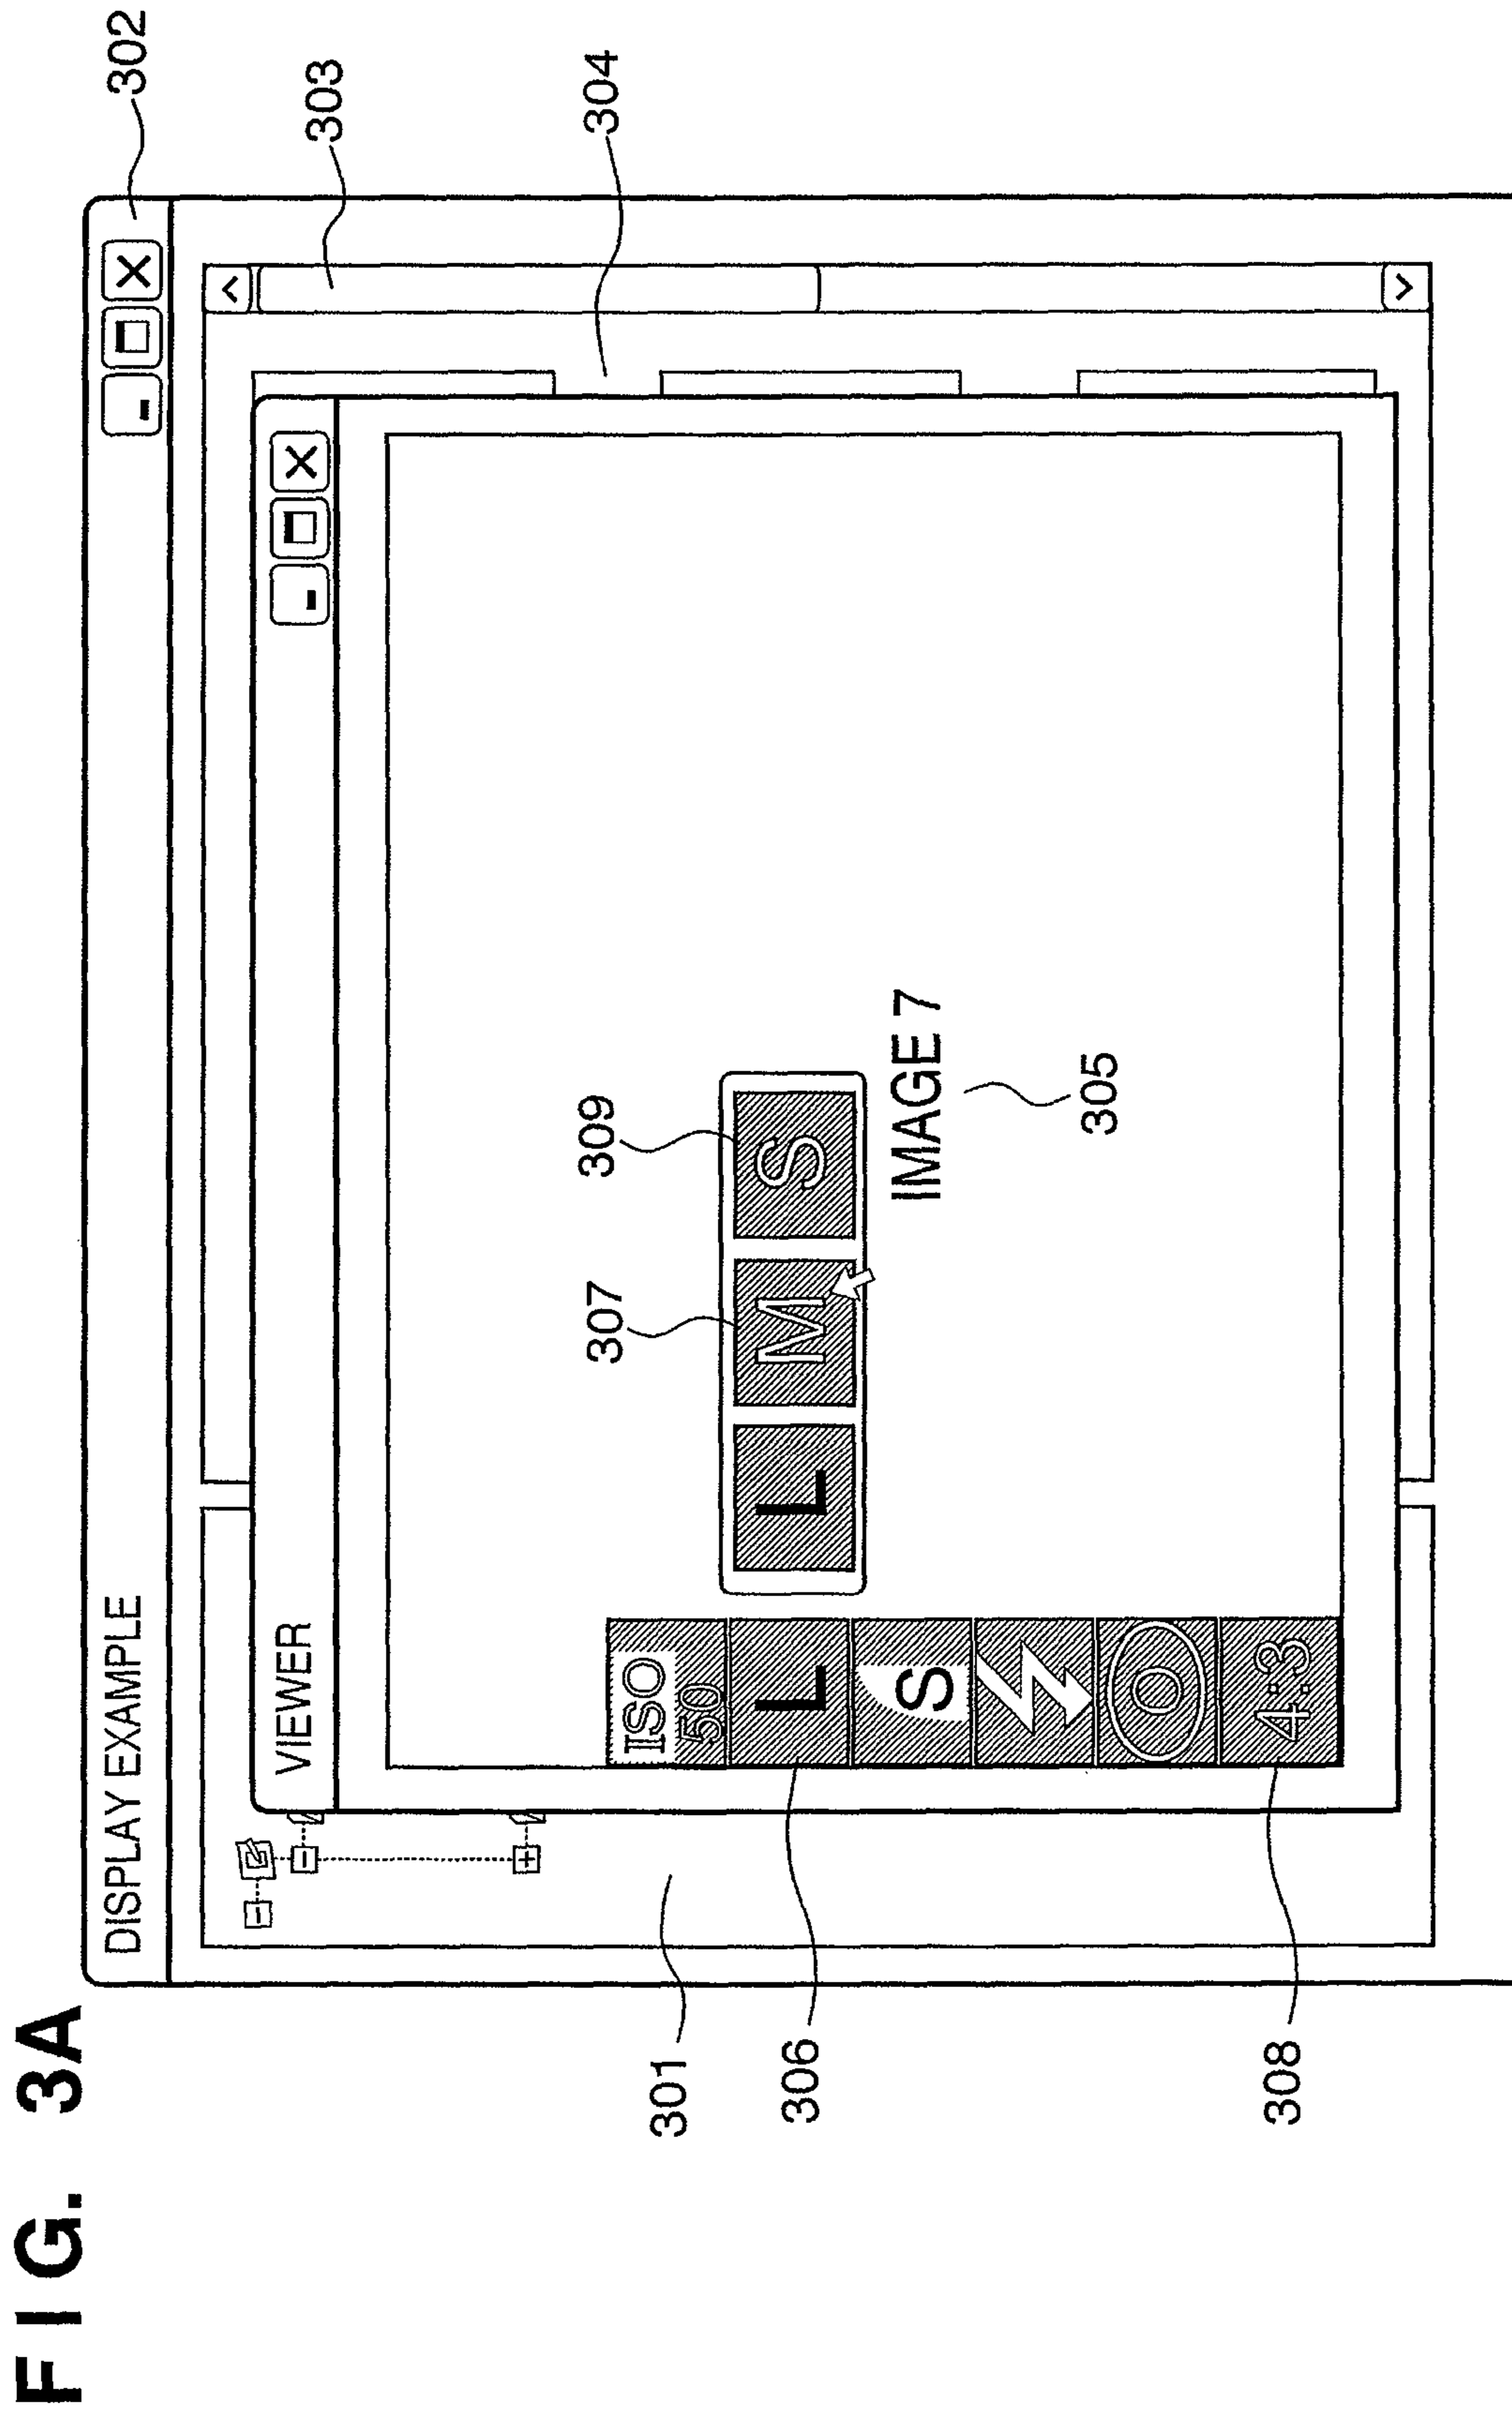 FIG. 3A
DISPLAY EXAMPLE
302
VIEWER
303
304
ISO
50
309
307
L
L M S
301
S
IMAGE 7
306
305
O
4:3
308